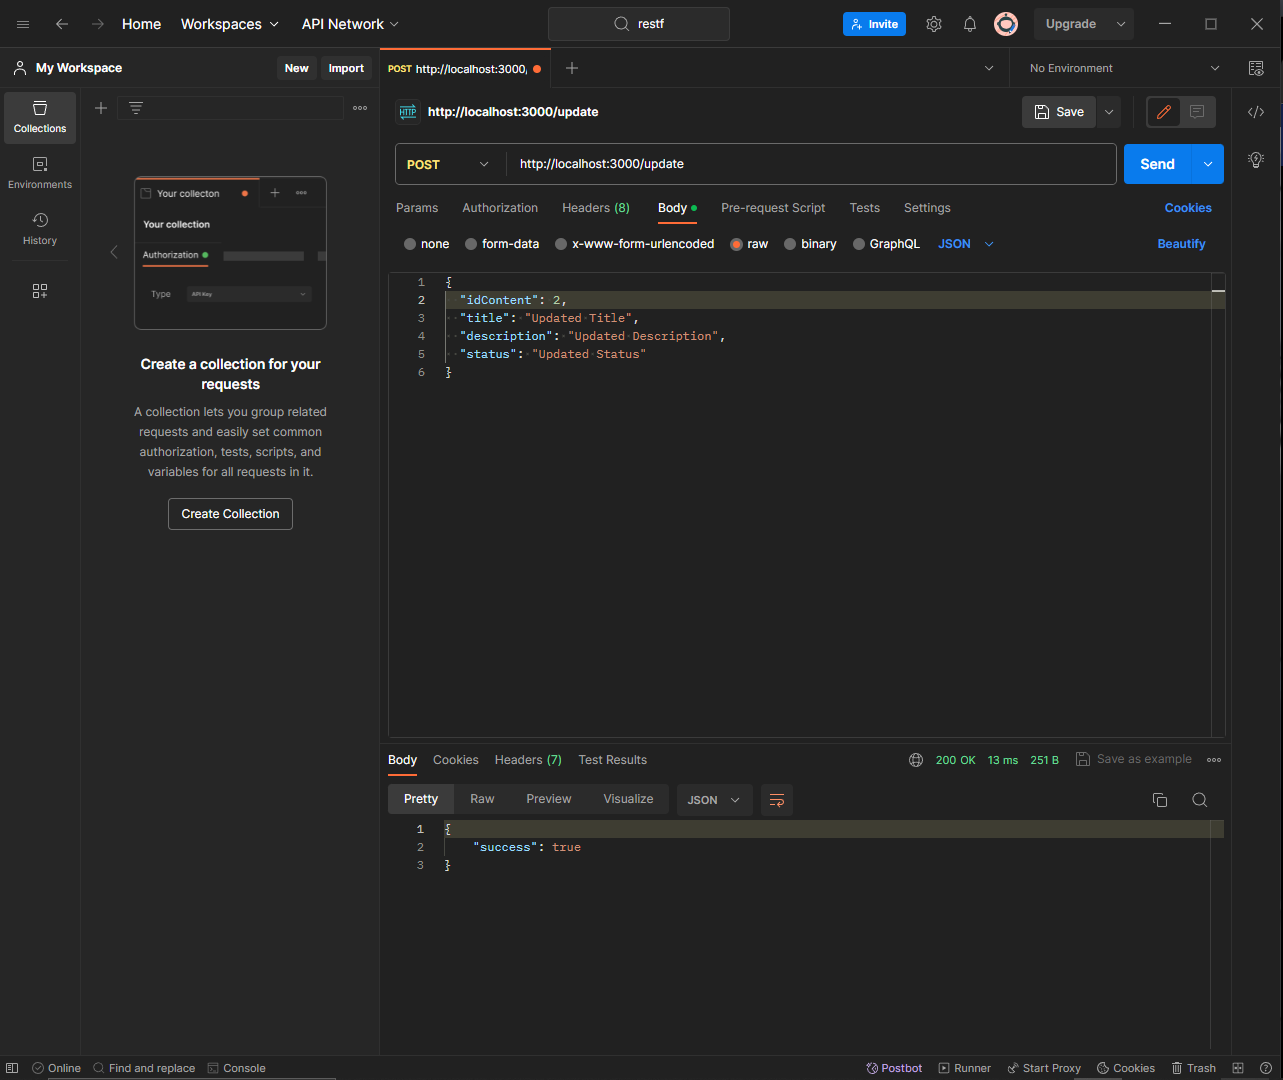 Home
Workspaces
API Network
restf
Invite
Upgrade
My Workspace
New
Import
POST http://localhost:3000,
No Environment
Collections
Environments
History
Your collecton
Your collection
Authorization
Type
API Key
Create a collection for your
requests
A collection lets you group related
requests and easily set common
authorization, tests, scripts, and
variables for all requests in it.
Create Collection
HTTP
http://localhost:3000/update
Save
POST
http://localhost:3000/update
Send
Params
Authorization
Headers (8)
Body
Pre-request Script
Tests
Settings
Cookies
none
form-data
x-www-form-urlencoded
raw
binary
GraphQL
JSON
Beautify
1 {
2 "idContent": 2,
3 "title": "Updated Title",
4 "description": "Updated Description",
5 "status": "Updated Status"
6 }
Body
Cookies
Headers (7)
Test Results
200 OK
13 ms
251 B
Save as example
Pretty
Raw
Preview
Visualize
JSON
1 {
2 "success": true
3 }
Online
Find and replace
Console
Postbot
Runner
Start Proxy
Cookies
Trash